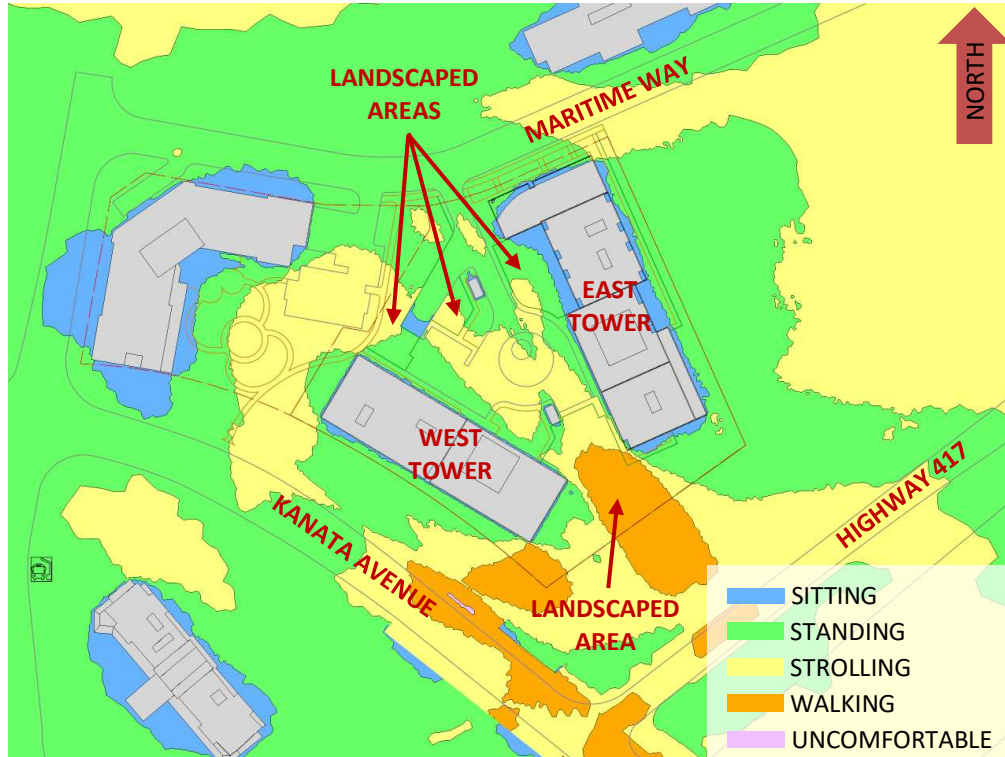 LANDSCAPED
AREAS
MARITIME WAY
NORTH
EAST
TOWER
WEST
TOWER
KANATA AVENUE
HIGHWAY 417
LANDSCAPED
AREA
SITTING
STANDING
STROLLING
WALKING
UNCOMFORTABLE